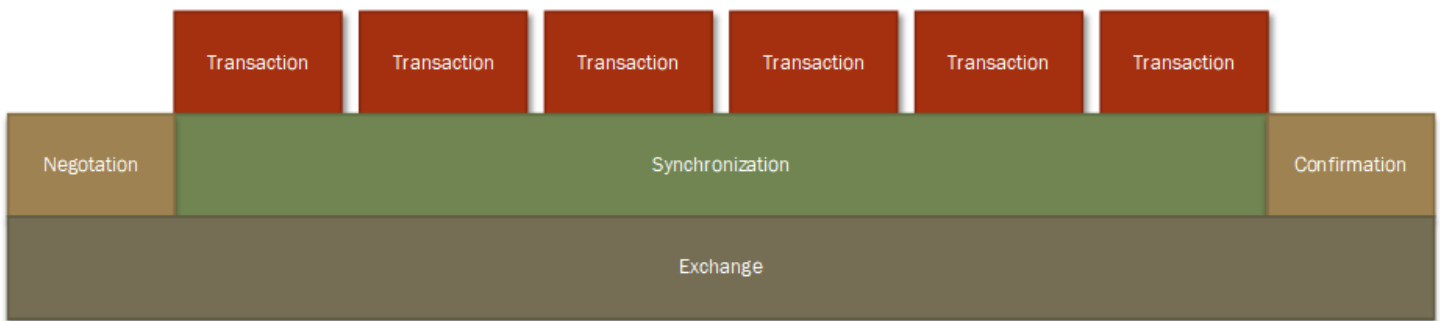 Transaction
Transaction
Transaction
Transaction
Transaction
Transaction
Negotation
Synchronization
Confirmation
Exchange